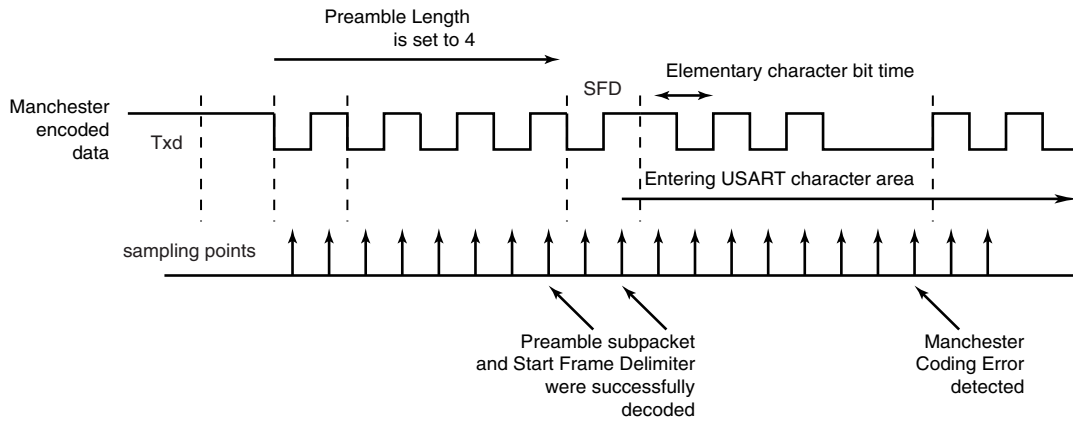 Preamble Length
is set to 4
Elementary character bit time
SFD
Manchester
encoded
data
Txd
Entering USART character area
sampling points
Preamble subpacket
and Start Frame Delimiter
were successfully
decoded
Manchester
Coding Error
detected